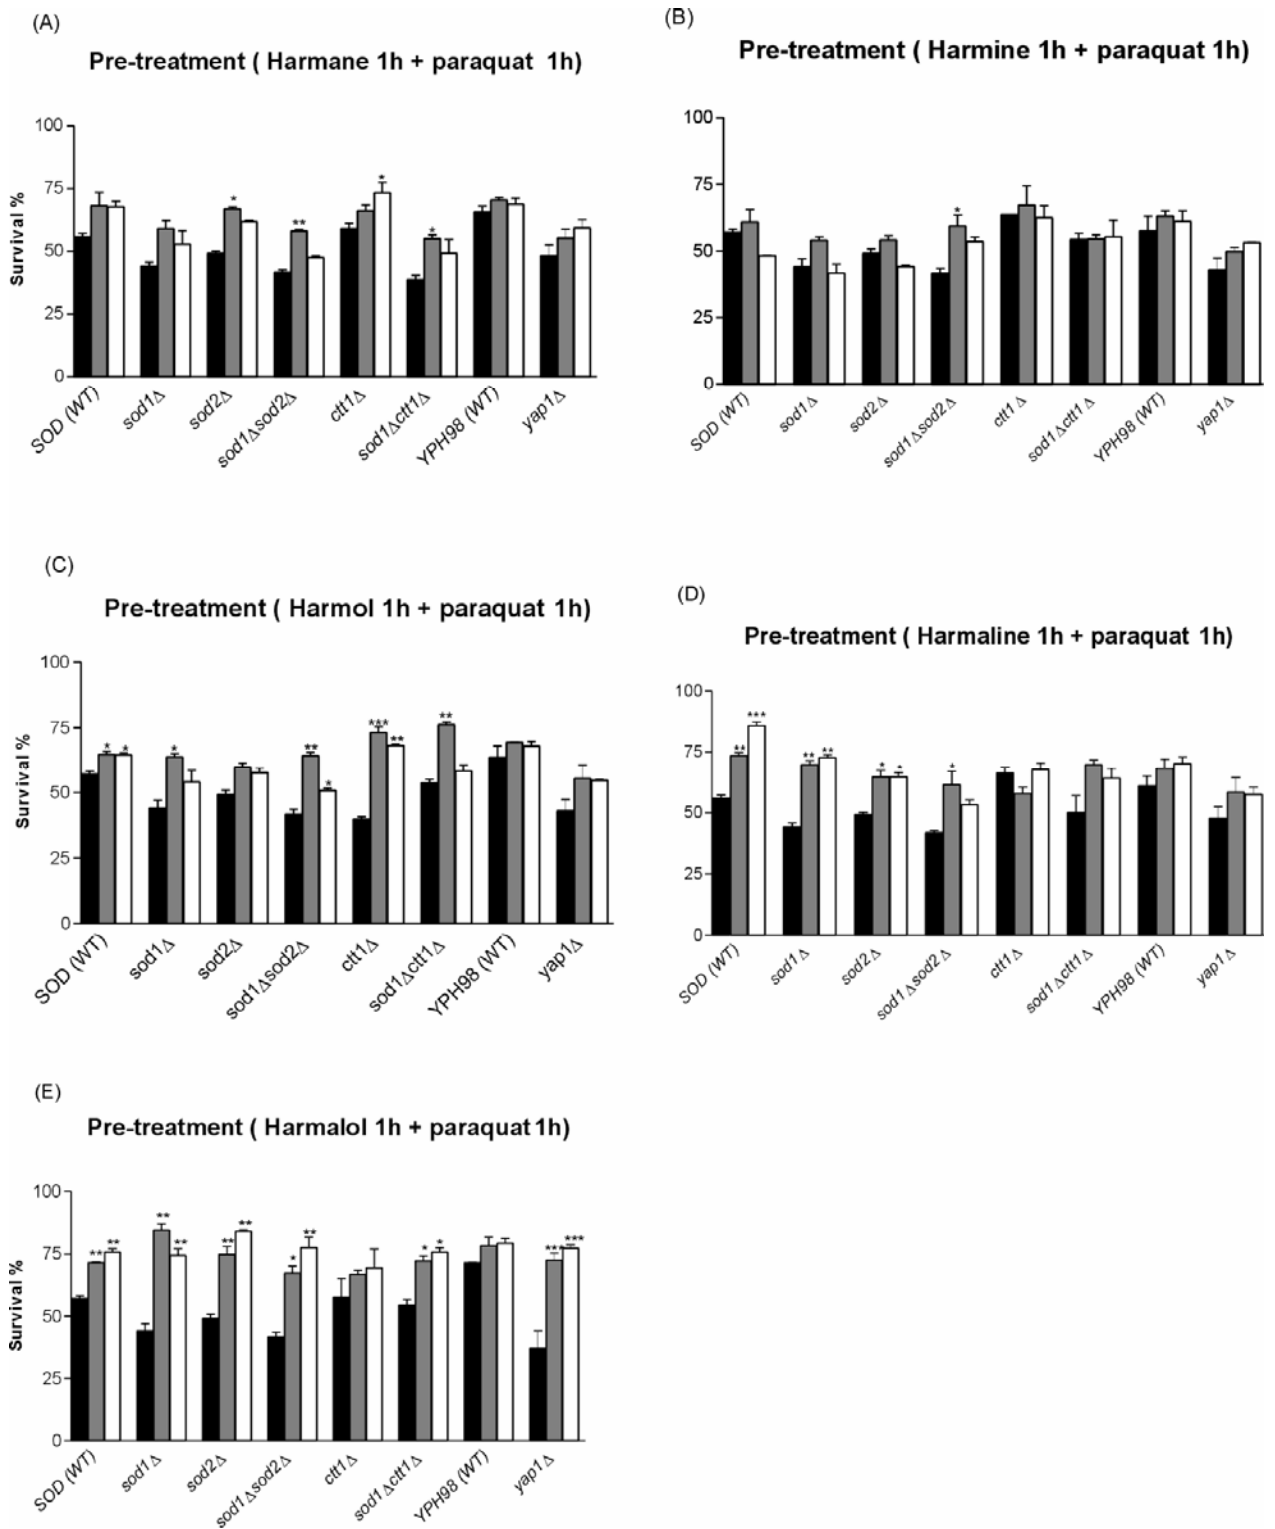 (A)
Pre-treatment ( Harmane 1h + paraquat 1h)
Survival %
100
75
50
25
0
*
**
*
*
SOD (WT)
sod1Δ
sod2Δ
sod1Δsod2Δ
ctt1Δ
sod1Δctt1Δ
YPH98 (WT)
yap1Δ
(B)
Pre-treatment ( Harmine 1h + paraquat 1h)
100
75
50
25
0
*
SOD (WT)
sod1Δ
sod2Δ
sod1Δsod2Δ
ctt1Δ
sod1Δctt1Δ
YPH98 (WT)
yap1Δ
(C)
Pre-treatment ( Harmol 1h + paraquat 1h)
Survival %
100
75
50
25
0
*
*
*
**
*
***
**
**
SOD (WT)
sod1Δ
sod2Δ
sod1Δsod2Δ
ctt1Δ
sod1Δctt1Δ
YPH98 (WT)
yap1Δ
(D)
Pre-treatment ( Harmaline 1h + paraquat 1h)
100
75
50
25
0
**
***
**
**
*
*
*
SOD (WT)
sod1Δ
sod2Δ
sod1Δsod2Δ
ctt1Δ
sod1Δctt1Δ
YPH98 (WT)
yap1Δ
(E)
Pre-treatment ( Harmalol 1h + paraquat 1h)
Survival %
100
75
50
25
0
**
**
**
**
**
**
*
**
*
*
***
***
SOD (WT)
sod1Δ
sod2Δ
sod1Δsod2Δ
ctt1Δ
sod1Δctt1Δ
YPH98 (WT)
yap1Δ